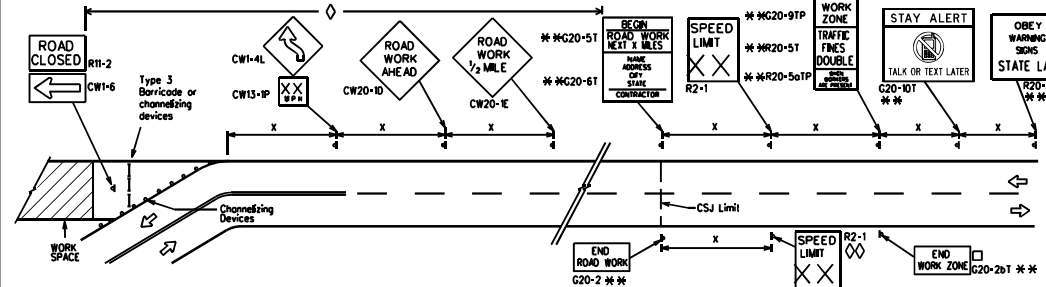 ROAD
CLOSED
R11-2
CW1-6
Type 3
Barricade or
channelizing
devices
CW1-4L
XX
MPH
CW13-1P
ROAD
WORK
AHEAD
CW20-1D
ROAD
WORK
1/2 MILE
CW20-1E
* *G20-5T
* *G20-6T
BEGIN
ROAD WORK
NEXT X MILES
NAME
ADDRESS
CITY
STATE
CONTRACTOR
SPEED
LIMIT
X X
R2-1
* *G20-9TP
* *R20-5T
* *R20-5aTP
WORK
ZONE
TRAFFIC
FINES
DOUBLE
WHEN
WORKERS
ARE PRESENT
STAY ALERT
TALK OR TEXT LATER
G20-10T
* *
OBEY
WARNING
SIGNS
STATE LA
R20-
X
X
X
X
X
X
X
Channelizing
Devices
WORK
SPACE
CSJ Limit
END
ROAD WORK
G20-2 * *
X
SPEED
LIMIT
X X
R2-1
END
WORK ZONE
G20-2bT * *